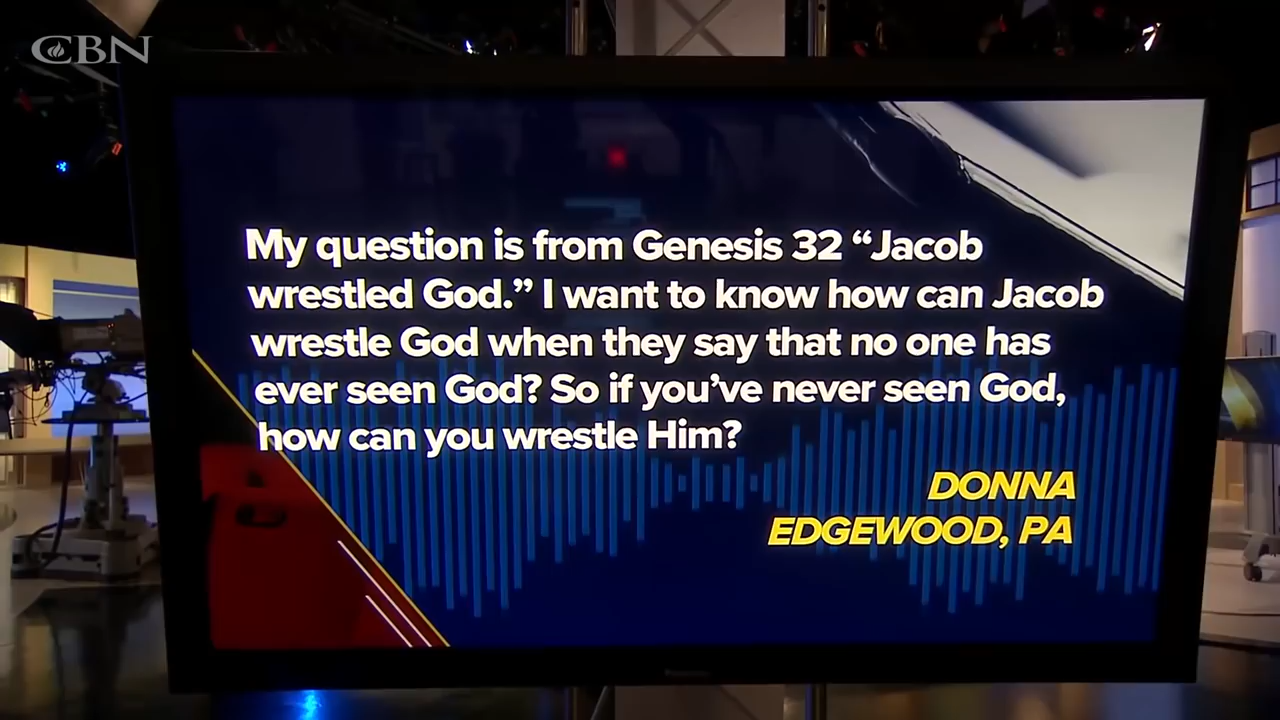 CBN
My question is from Genesis 32 “Jacob
wrestled God.” I want to know how can Jacob
wrestle God when they say that no one has
ever seen God? So if you’ve never seen God,
how can you wrestle Him?
DONNA
EDGEWOOD, PA